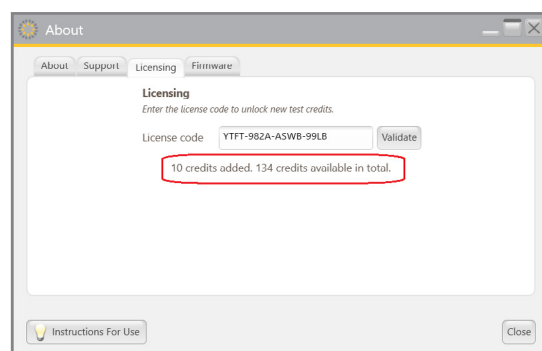 About
About Support Licensing Firmware
Licensing
Enter the license code to unlock new test credits.
License code YTFT-982A-ASWB-99LB Validate
10 credits added. 134 credits available in total.
Instructions For Use Close